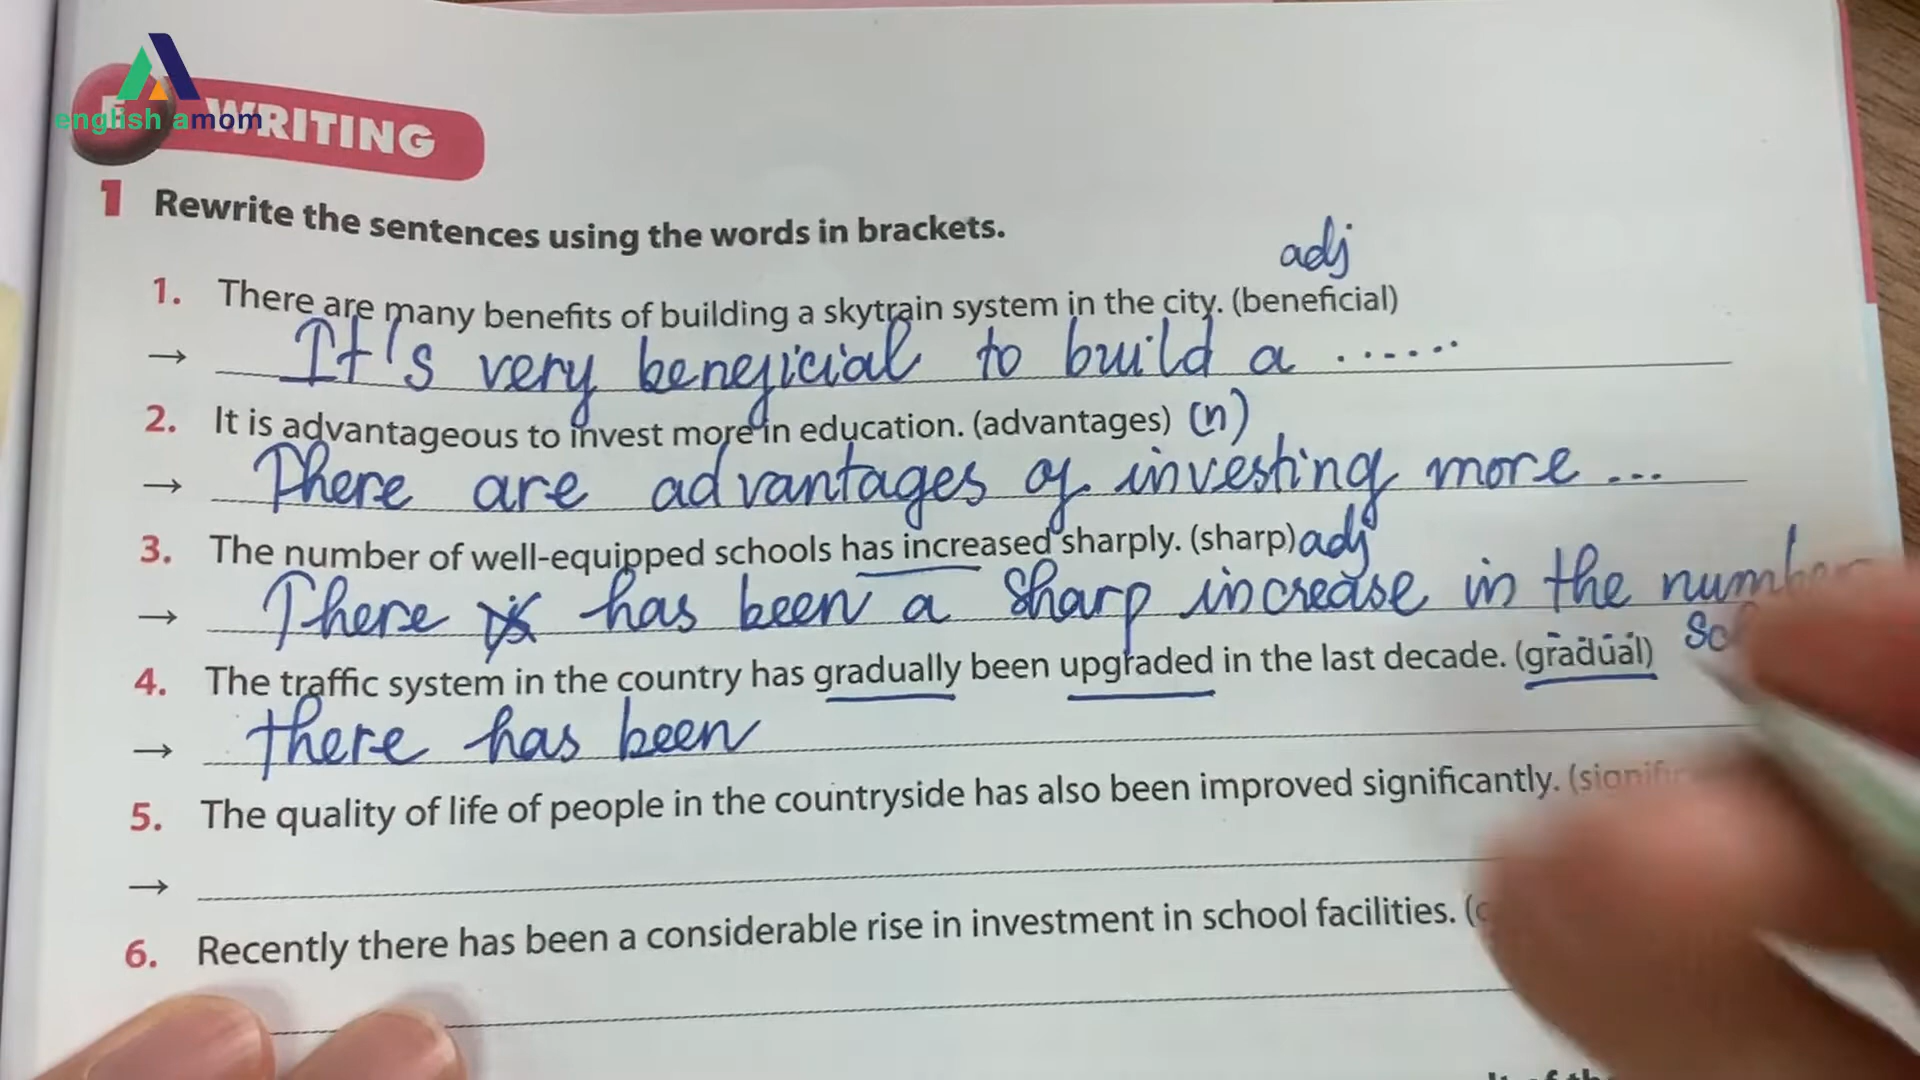 english amom
WRITING
1 Rewrite the sentences using the words in brackets.
adj
1. There are many benefits of building a skytrain system in the city. (beneficial)
→ It's very beneficial to build a ......
2. It is advantageous to invest more in education. (advantages) (n)
→ There are advantages of investing more ...
3. The number of well-equipped schools has increased sharply. (sharp) adj
→ There has been a sharp increase in the number
4. The traffic system in the country has gradually been upgraded in the last decade. (gradual)
→ there has been
5. The quality of life of people in the countryside has also been improved significantly.
→
6. Recently there has been a considerable rise in investment in school facilities.